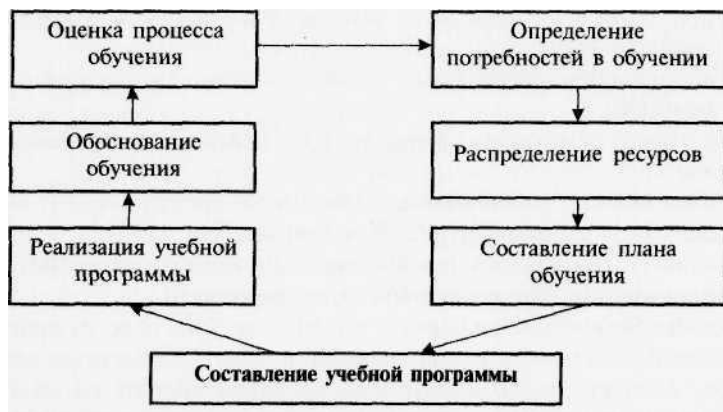 Оценка процесса
обучения
Определение
потребностей в обучении
Обоснование
обучения
Распределение ресурсов
Реализация учебной
программы
Составление плана
обучения
Составление учебной программы